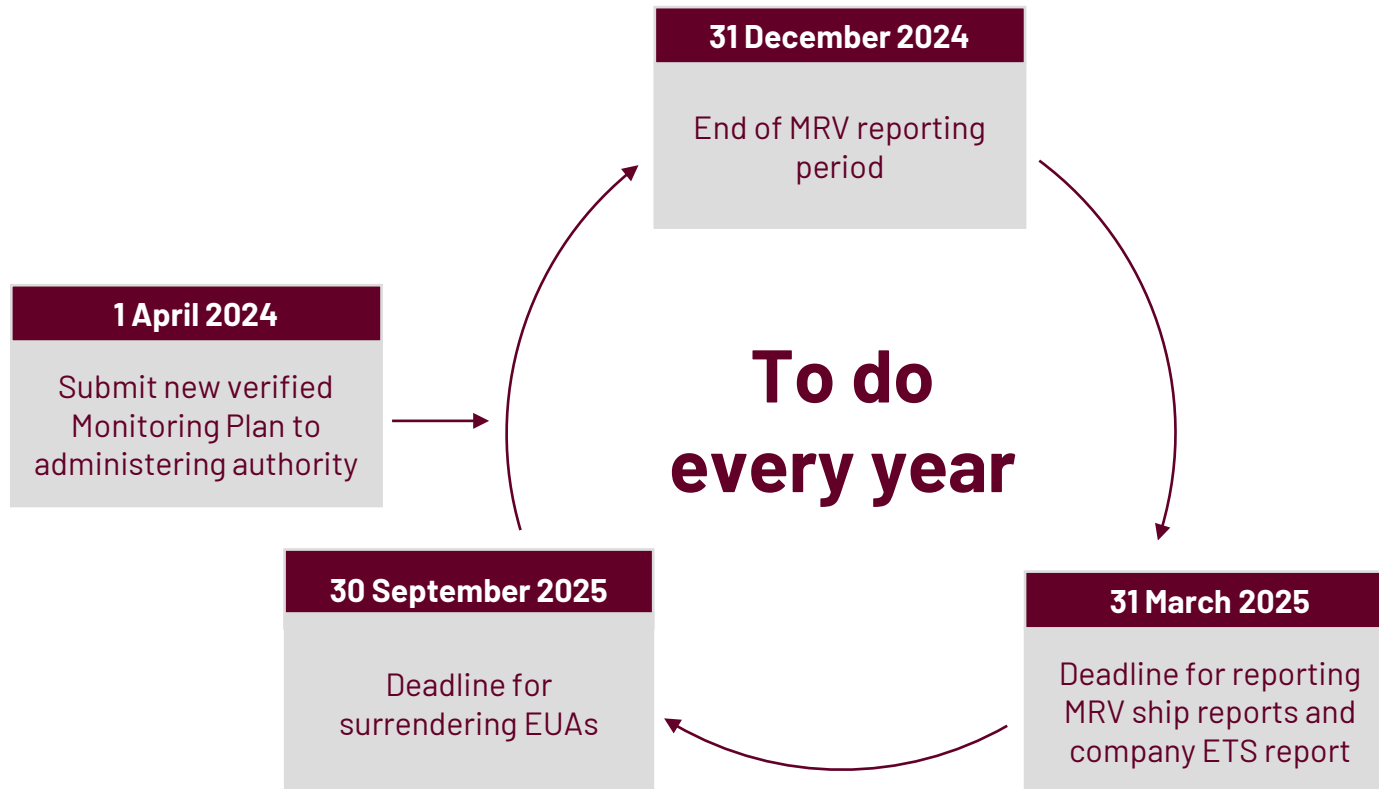 31 December 2024
End of MRV reporting
period
1 April 2024
Submit new verified
Monitoring Plan to
administering authority
To do
every year
30 September 2025
Deadline for
surrendering EUAs
31 March 2025
Deadline for reporting
MRV ship reports and
company ETS report